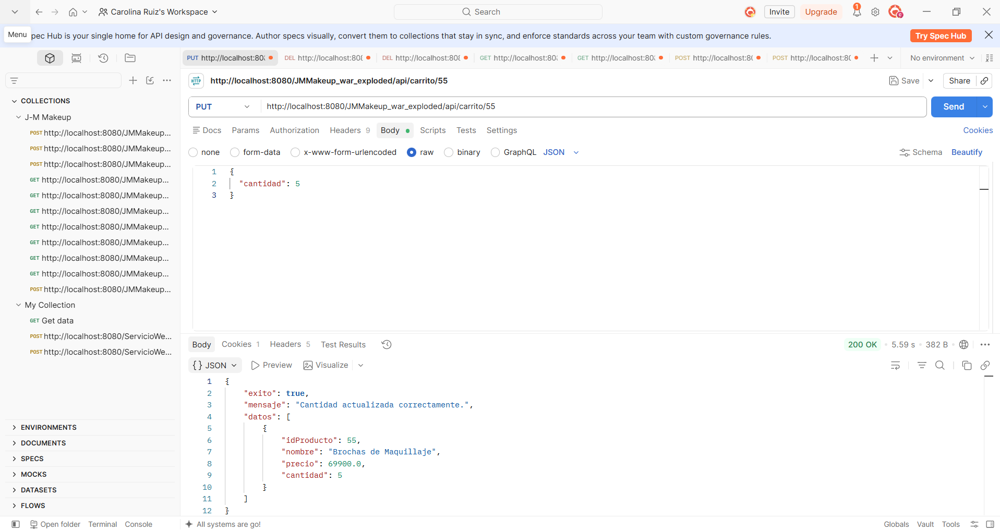 Carolina Ruiz's Workspace
Search
1
Invite
Upgrade
Menu
pec Hub is your single home for API design and governance. Author specs visually, convert them to collections that stay in sync, and enforce standards across your team with custom governance rules.
Try Spec Hub
PUT http://localhost:808
DEL http://localhost:808
DEL http://localhost:808
GET http://localhost:808
GET http://localhost:808
POST http://localhost:80
POST http://localhost:80
No environment
HTTP http://localhost:8080/JMMakeup_war_exploded/api/carrito/55
Save
Share
COLLECTIONS
J-M Makeup
POST http://localhost:8080/JMMakeup...
POST http://localhost:8080/JMMakeup...
POST http://localhost:8080/JMMakeup...
GET http://localhost:8080/JMMakeup...
GET http://localhost:8080/JMMakeup...
GET http://localhost:8080/JMMakeup...
GET http://localhost:8080/JMMakeup...
GET http://localhost:8080/JMMakeup...
GET http://localhost:8080/JMMakeup...
GET http://localhost:8080/JMMakeup...
POST http://localhost:8080/JMMakeup...
My Collection
GET Get data
POST http://localhost:8080/ServicioWe...
POST http://localhost:8080/ServicioWe...
ENVIRONMENTS
DOCUMENTS
SPECS
MOCKS
DATASETS
FLOWS
PUT http://localhost:8080/JMMakeup_war_exploded/api/carrito/55
Send
Docs Params Authorization Headers 9 Body Scripts Tests Settings
Cookies
none form-data x-www-form-urlencoded raw binary GraphQL JSON
Schema Beautify
1 {
2 "cantidad": 5
3 }
Body Cookies 1 Headers 5 Test Results
200 OK 5.59 s 382 B
{} JSON Preview Visualize
1 {
2 "exito": true,
3 "mensaje": "Cantidad actualizada correctamente.",
4 "datos": [
5 {
6 "idProducto": 55,
7 "nombre": "Brochas de Maquillaje",
8 "precio": 69900.0,
9 "cantidad": 5
10 }
11 ]
12 }
Open folder Terminal Console
All systems are go!
Globals Vault Tools